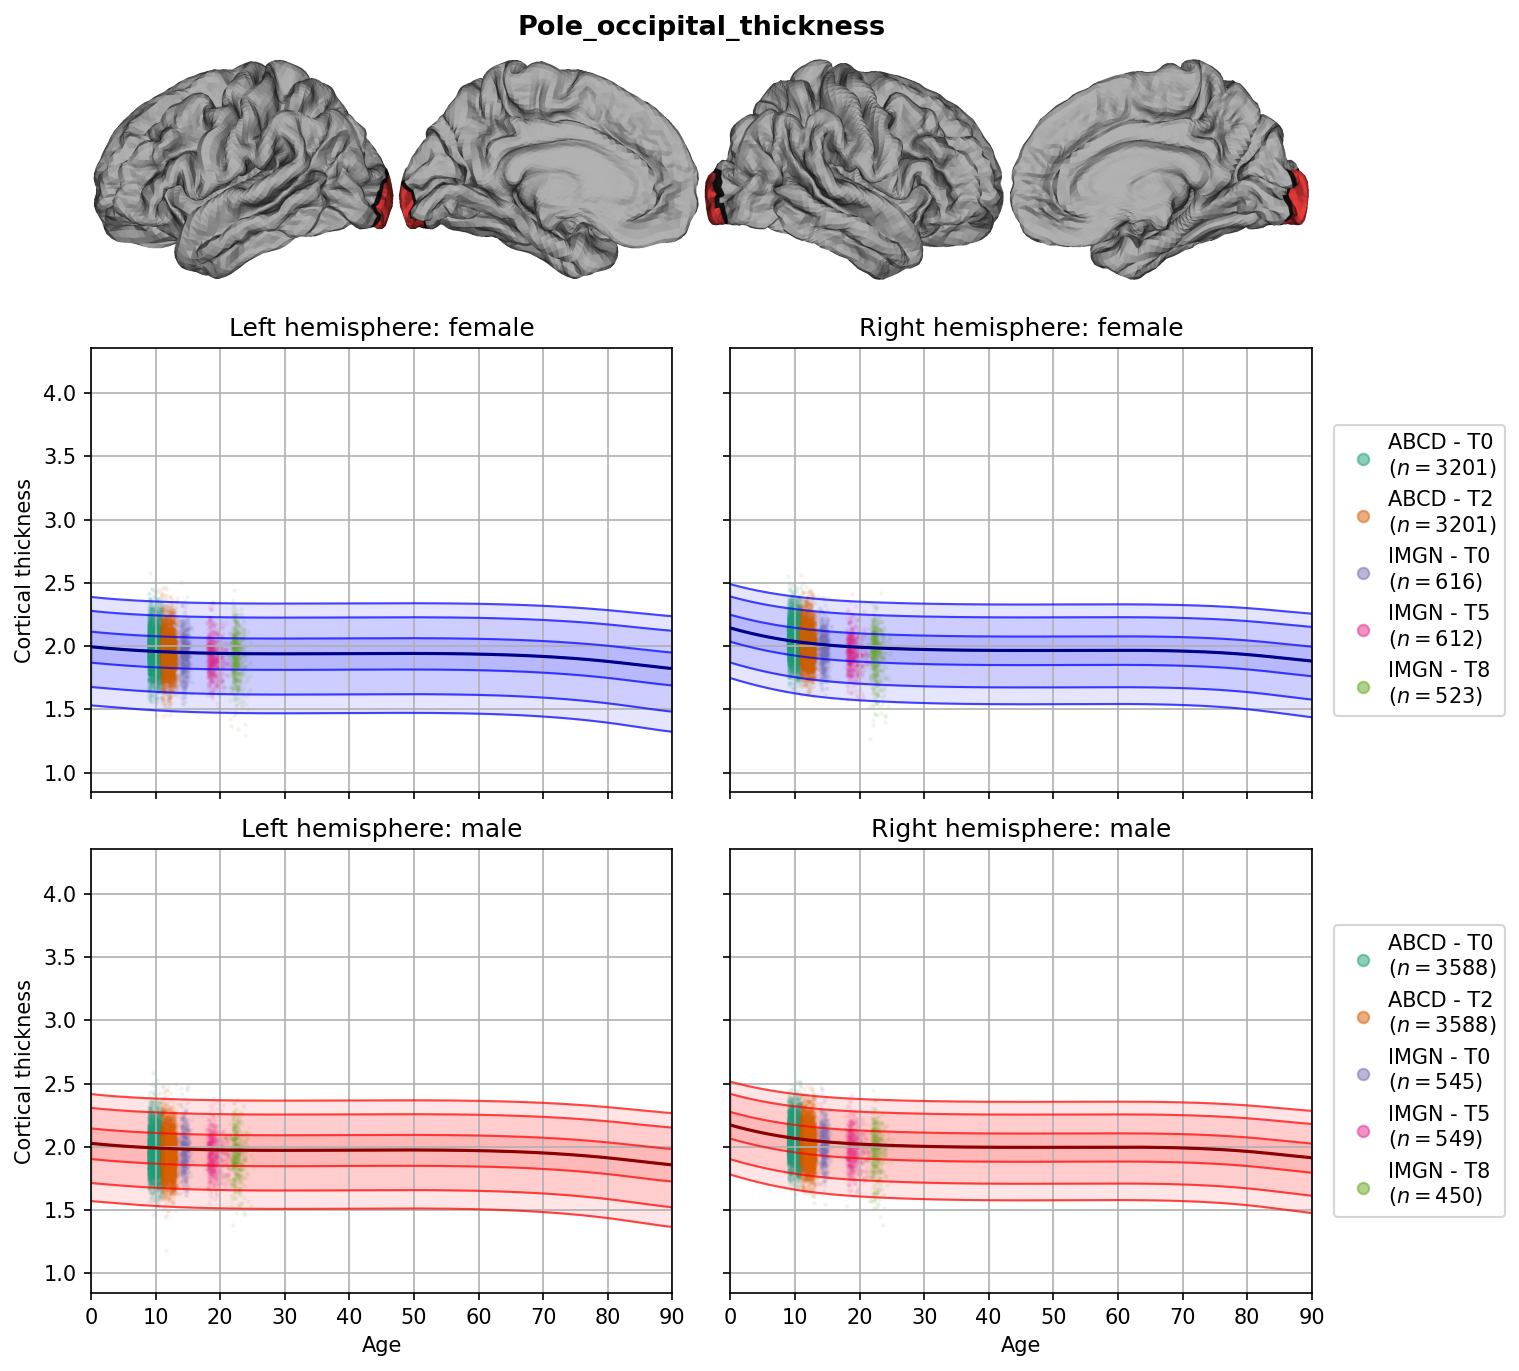 Pole_occipital_thickness
Left hemisphere: female
Right hemisphere: female
Cortical thickness
4.0
3.5
3.0
2.5
2.0
1.5
1.0
ABCD - T0
(n = 3201)
ABCD - T2
(n = 3201)
IMGN - T0
(n = 616)
IMGN - T5
(n = 612)
IMGN - T8
(n = 523)
Left hemisphere: male
Right hemisphere: male
Cortical thickness
4.0
3.5
3.0
2.5
2.0
1.5
1.0
0 10 20 30 40 50 60 70 80 90
0 10 20 30 40 50 60 70 80 90
Age
Age
ABCD - T0
(n = 3588)
ABCD - T2
(n = 3588)
IMGN - T0
(n = 545)
IMGN - T5
(n = 549)
IMGN - T8
(n = 450)